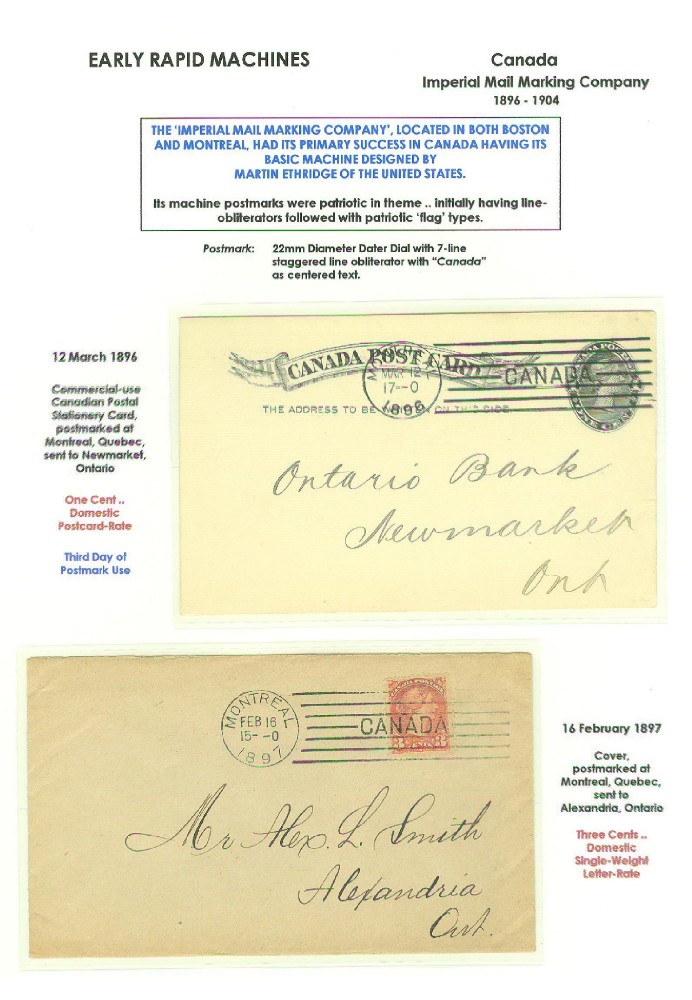 EARLY RAPID MACHINES
Canada
Imperial Mail Marking Company
1896 - 1904
THE 'IMPERIAL MAIL MARKING COMPANY', LOCATED IN BOTH BOSTON
AND MONTREAL, HAD ITS PRIMARY SUCCESS IN CANADA HAVING ITS
BASIC MACHINE DESIGNED BY
MARTIN ETHRIDGE OF THE UNITED STATES.
Its machine postmarks were patriotic in theme .. initially having line-
obliterators followed with patriotic 'flag' types.
Postmark: 22mm Diameter Dater Dial with 7-line
staggered line obliterator with "Canada"
as centered text.
12 March 1896
Commercial-use
Canadian Postal
Stationery Card,
postmarked at
Montreal, Quebec,
sent to Newmarket,
Ontario
One Cent ..
Domestic
Postcard-Rate
Third Day of
Postmark Use
CANADA POST CARD
MAR 12
17--0
1896
CANADA
THE ADDRESS TO BE WRITTEN ON THIS SIDE
Ontario Bank
Newmarket
Ont
MONTREAL
FEB 16
15--0
1897
CANADA
Mr Alex. L. Smith
Alexandria
Ont.
16 February 1897
Cover,
postmarked at
Montreal, Quebec,
sent to
Alexandria, Ontario
Three Cents ..
Domestic
Single-Weight
Letter-Rate